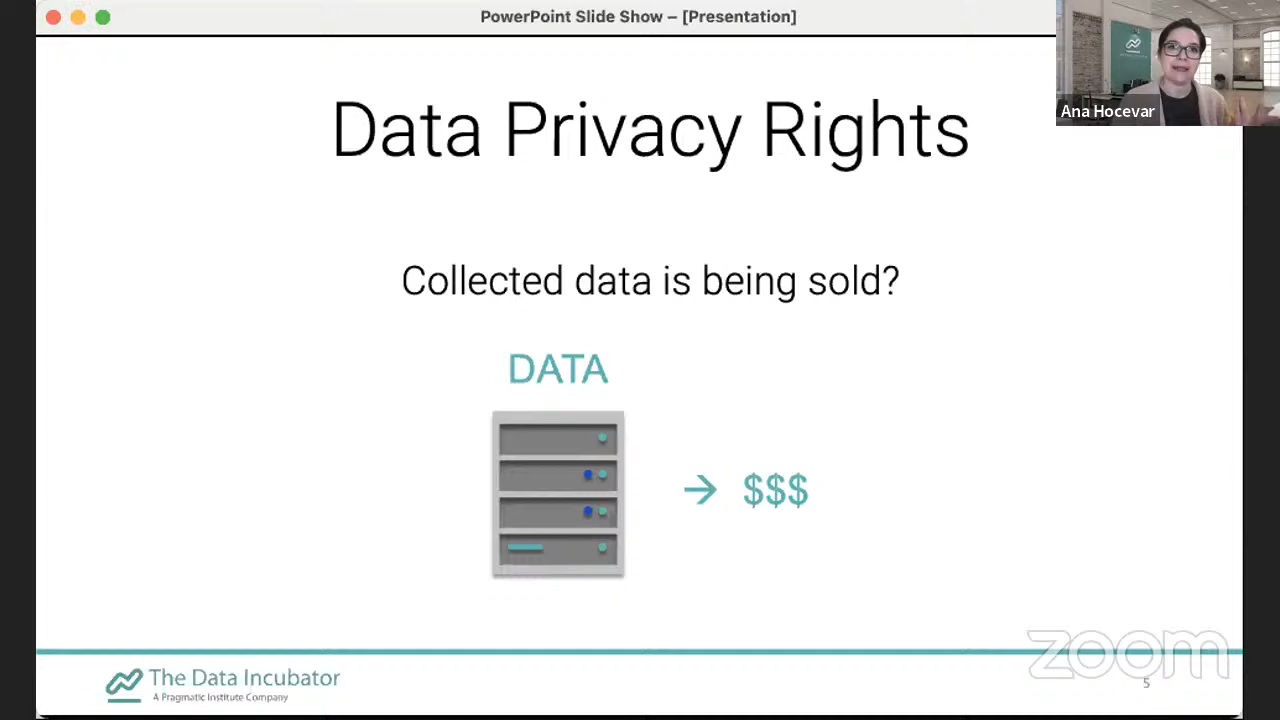 PowerPoint Slide Show – [Presentation]
Ana Hocevar
Data Privacy Rights
Collected data is being sold?
DATA
→ $$$
zoom
The Data Incubator
A Pragmatic Institute Company
5